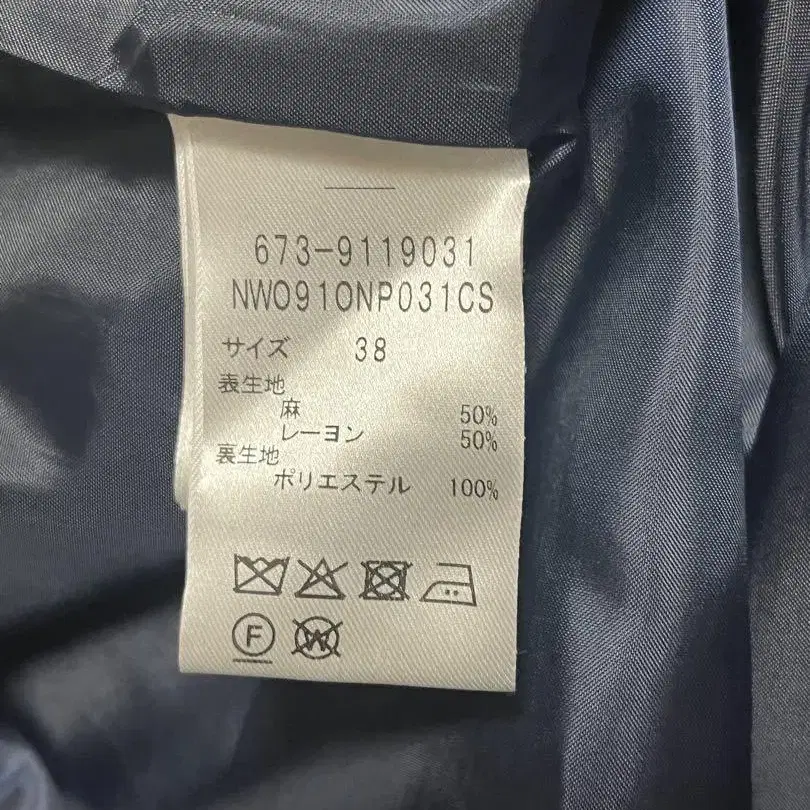 673-9119031
NW0910NP031CS
サイズ 38
表生地
麻 50%
レーヨン 50%
裏生地
ポリエステル 100%
F W